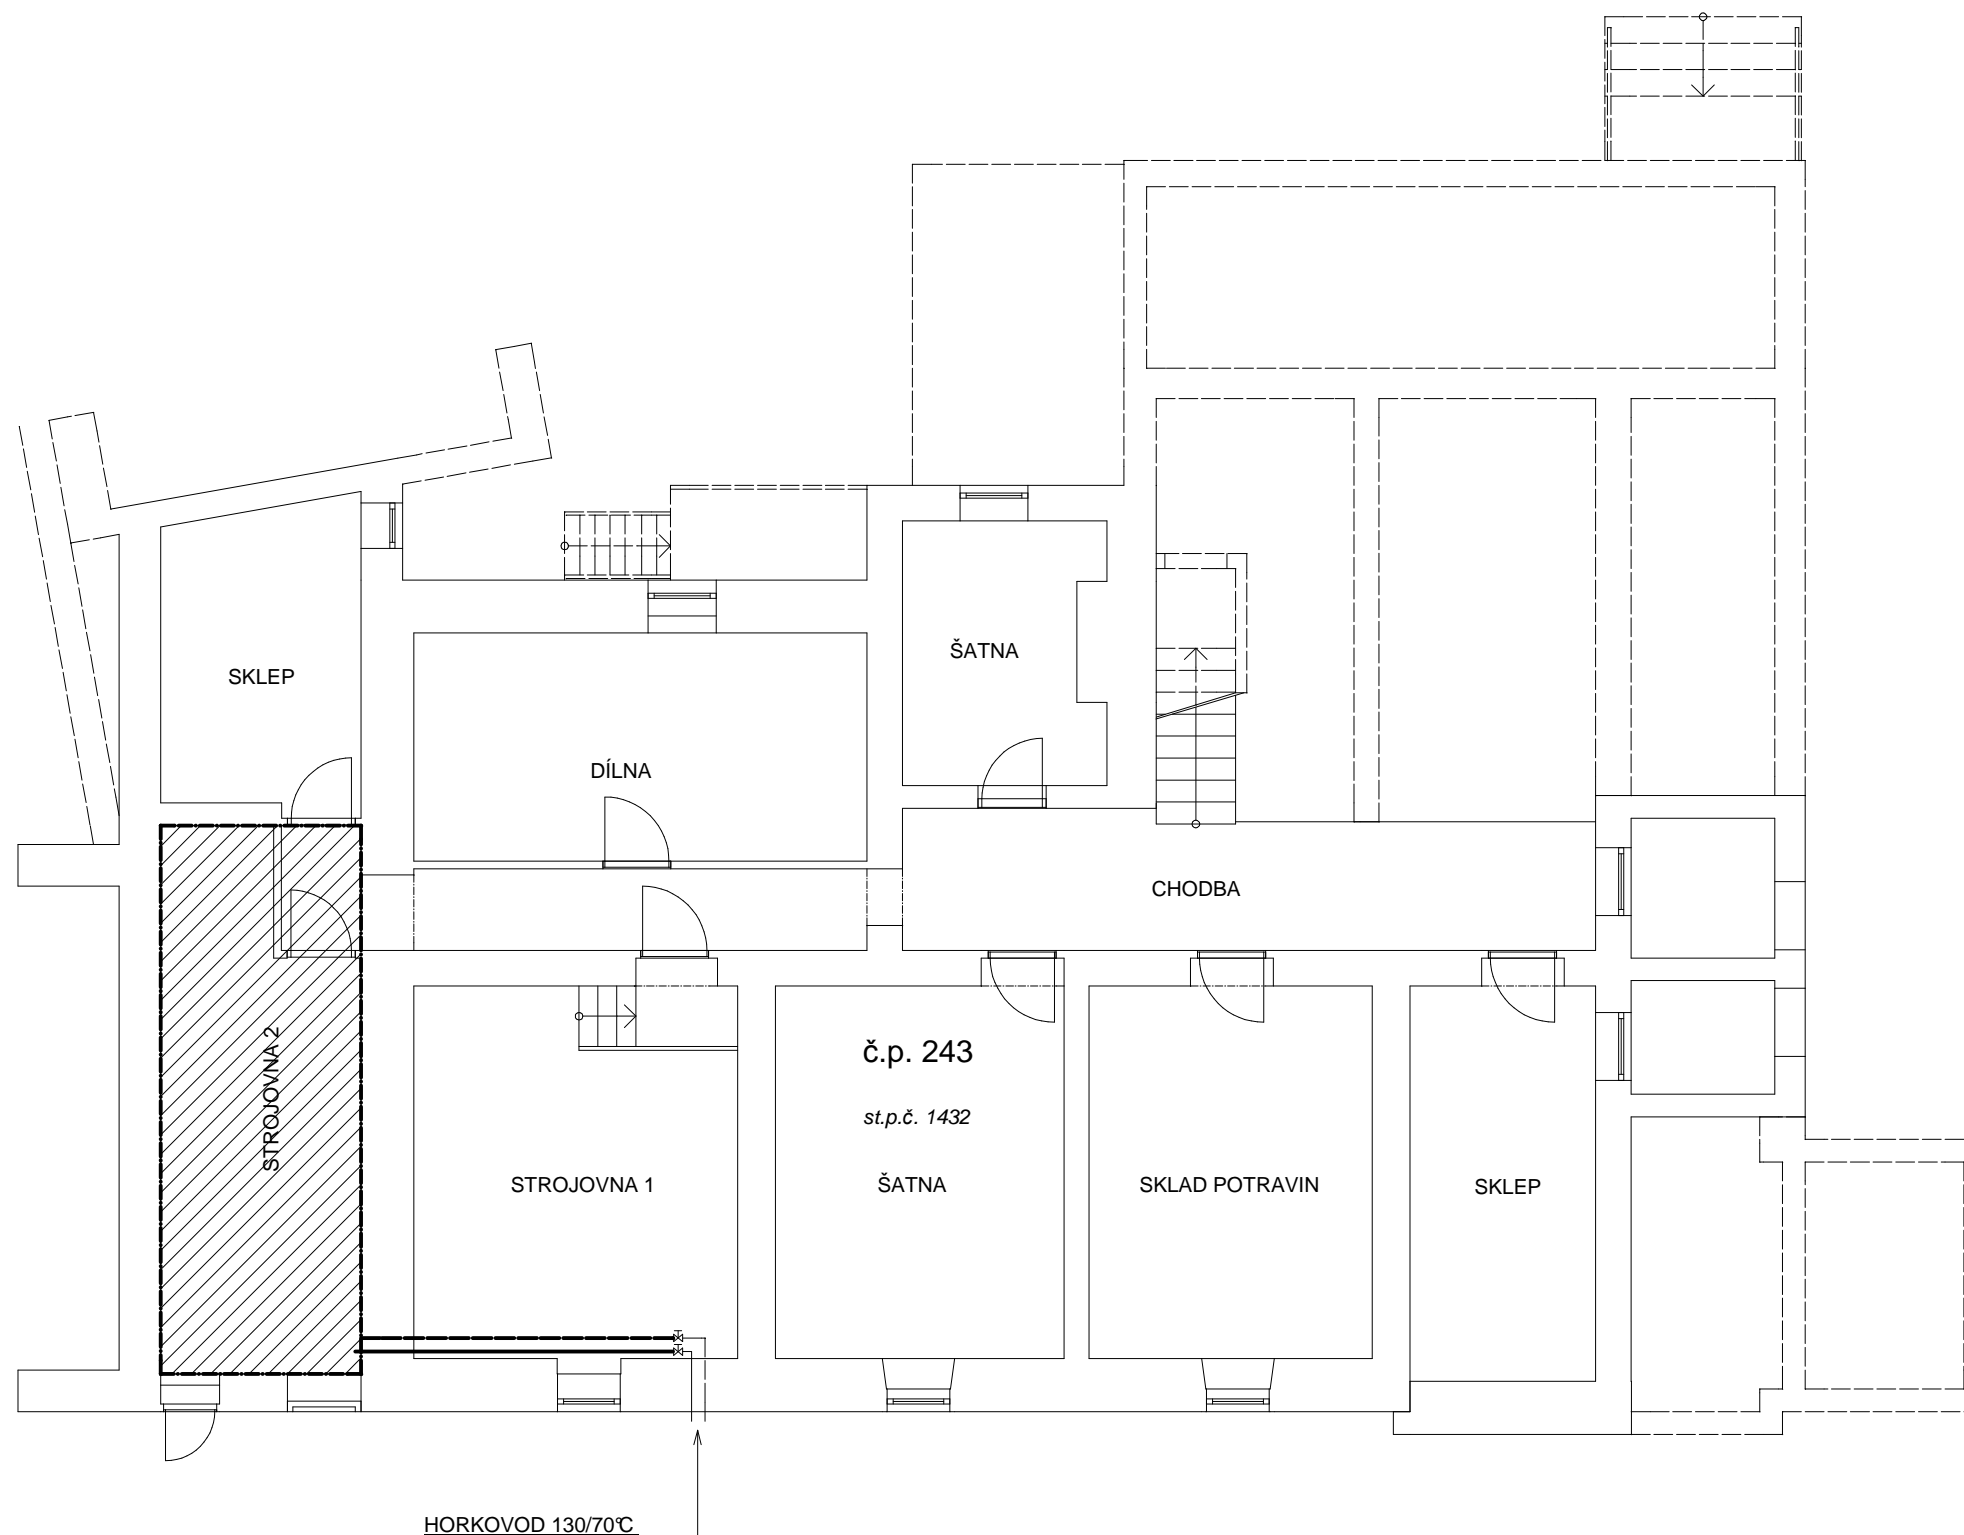 ŠATNA
SKLEP
DÍLNA
CHODBA
č.p. 243
STROJOVNA 2
st.p.č. 1432
STROJOVNA 1
ŠATNA
SKLAD POTRAVIN
SKLEP
HORKOVOD 130/70°C